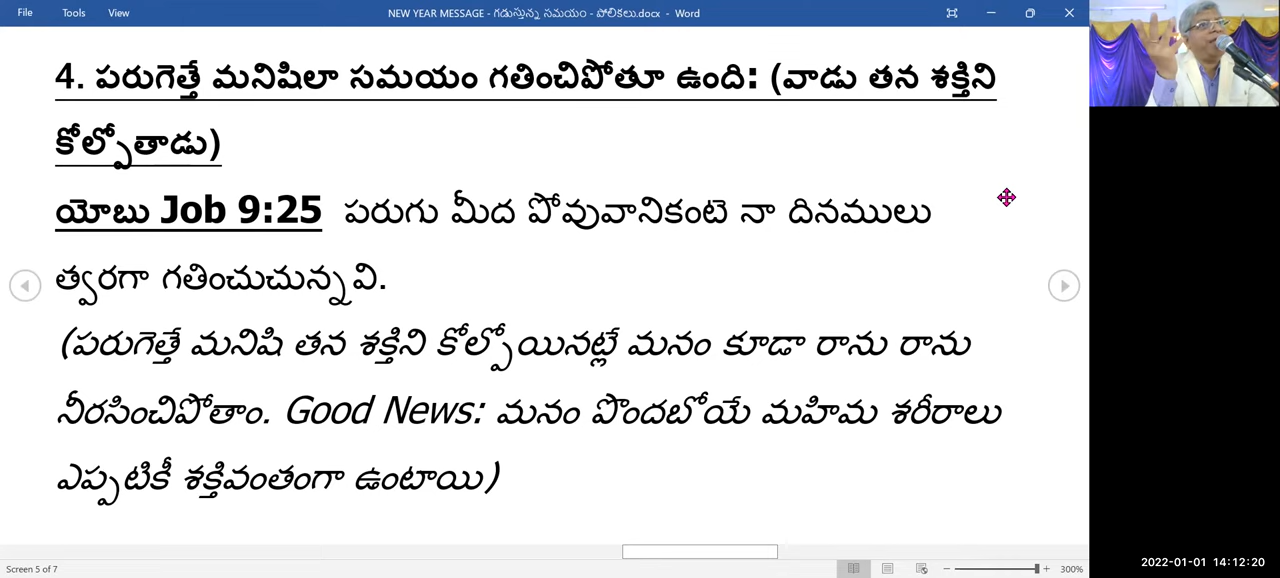 File Tools View NEW YEAR MESSAGE - గడుస్తున్న సమయం - పోలికలు.docx - Word
4. పరుగెత్తే మనిషిలా సమయం గతించిపోతూ ఉంది: (వాడు తన శక్తిని
కోల్పోతాడు)
యోబు Job 9:25 పరుగు మీద పోవువానికంటె నా దినములు
త్వరగా గతించుచున్నవి.
(పరుగెత్తే మనిషి తన శక్తిని కోల్పోయినట్లే మనం కూడా రాను రాను
నీరసించిపోతాం. Good News: మనం పొందబోయే మహిమ శరీరాలు
ఎప్పటికీ శక్తివంతంగా ఉంటాయి)
Screen 5 of 7 300%
2022-01-01 14:12:20